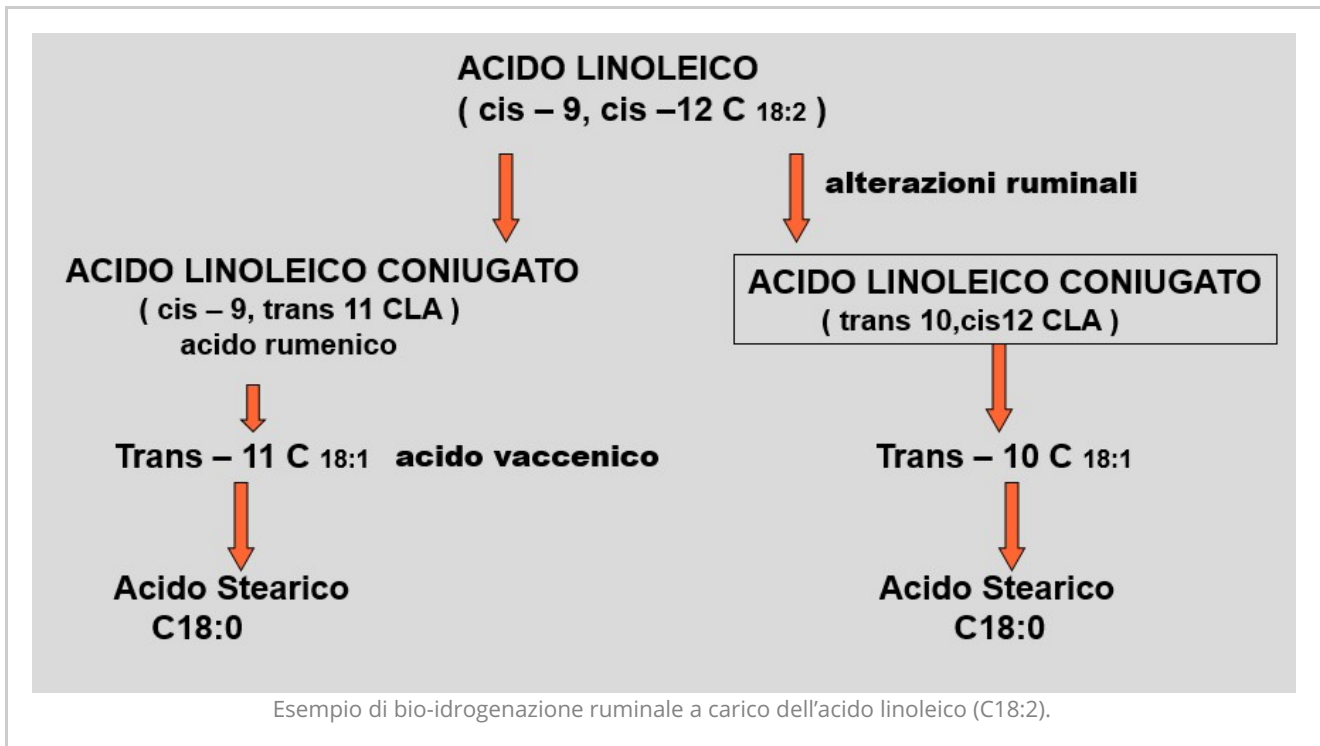 ACIDO LINOLEICO
( cis – 9, cis –12 C 18:2 )
alterazioni ruminali
ACIDO LINOLEICO CONIUGATO
( cis – 9, trans 11 CLA )
acido rumenico
ACIDO LINOLEICO CONIUGATO
( trans 10,cis12 CLA )
Trans – 11 C 18:1 acido vaccenico
Trans – 10 C 18:1
Acido Stearico
C18:0
Acido Stearico
C18:0
Esempio di bio-idrogenazione ruminale a carico dell’acido linoleico (C18:2).